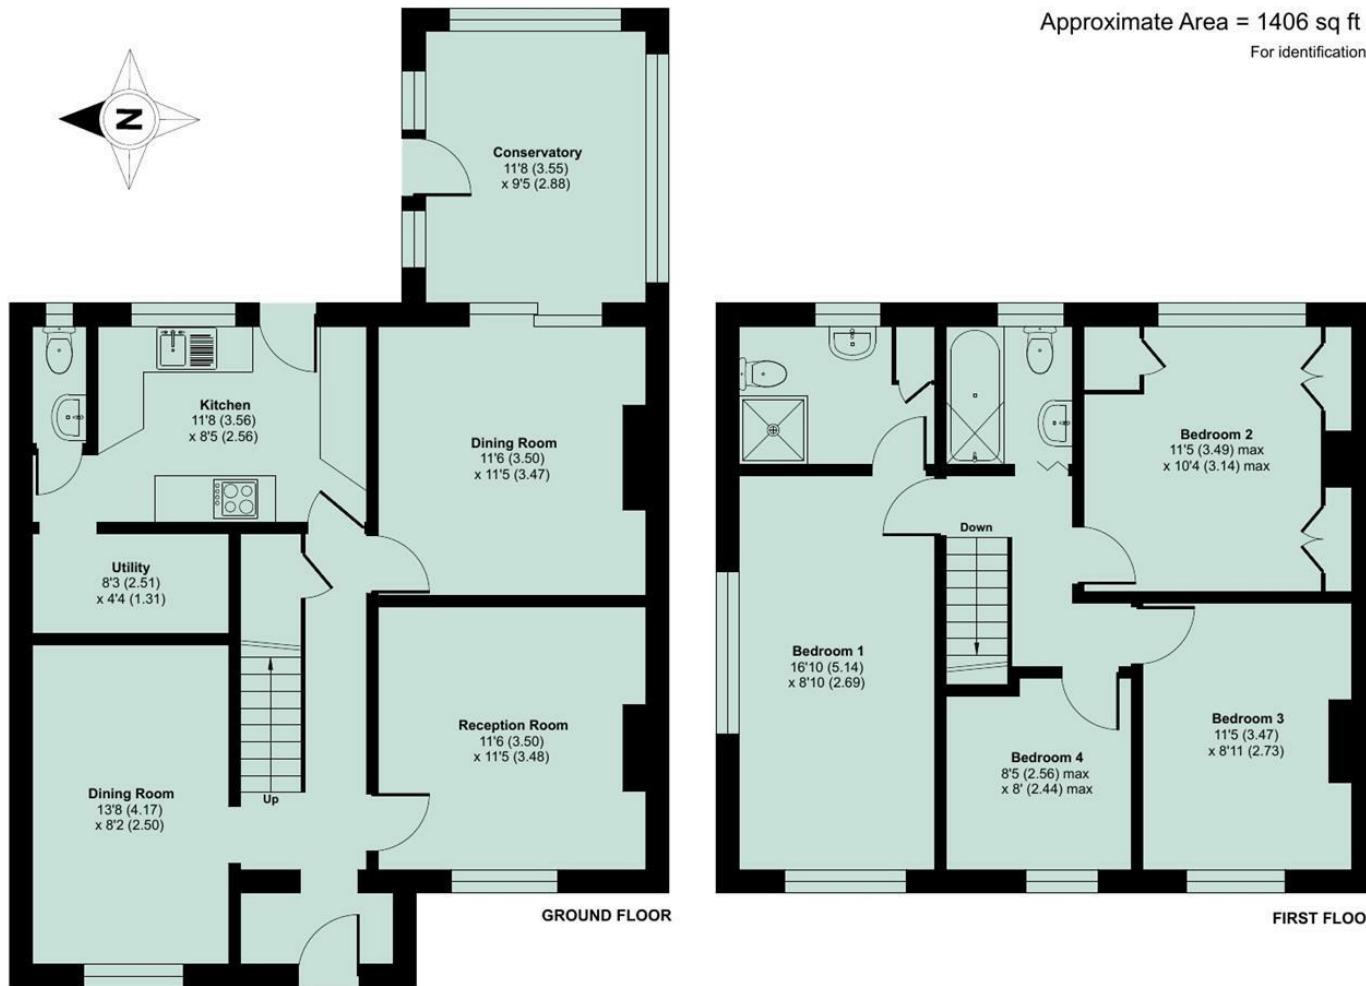 Approximate Area = 1406 sq ft
For identification
N
Conservatory
11'8 (3.55)
x 9'5 (2.88)
Kitchen
11'8 (3.56)
x 8'5 (2.56)
Dining Room
11'6 (3.50)
x 11'5 (3.47)
Utility
8'3 (2.51)
x 4'4 (1.31)
Reception Room
11'6 (3.50)
x 11'5 (3.48)
Dining Room
13'8 (4.17)
x 8'2 (2.50)
Up
GROUND FLOOR
Bedroom 2
11'5 (3.49) max
x 10'4 (3.14) max
Down
Bedroom 1
16'10 (5.14)
x 8'10 (2.69)
Bedroom 3
11'5 (3.47)
x 8'11 (2.73)
Bedroom 4
8'5 (2.56) max
x 8' (2.44) max
FIRST FLOO